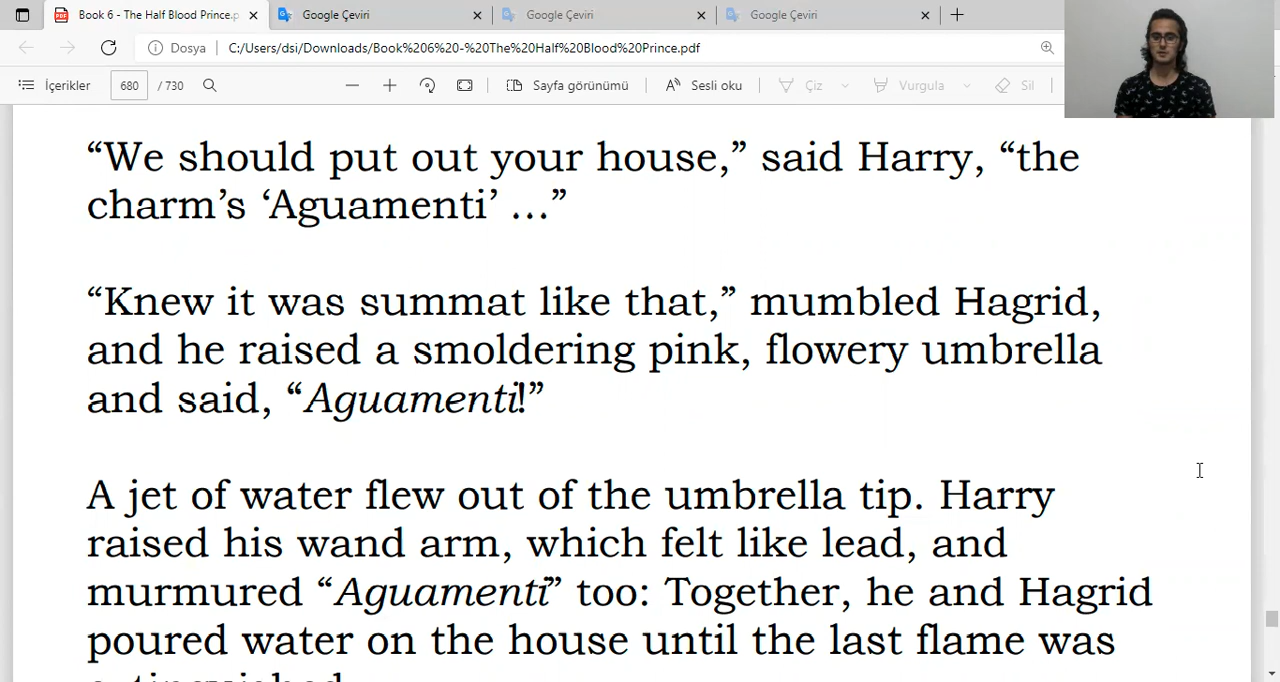 Book 6 - The Half Blood Prince.p
Google Çeviri
Google Çeviri
Google Çeviri
Dosya
C:/Users/dsi/Downloads/Book%206%20-%20The%20Half%20Blood%20Prince.pdf
İçerikler
680 / 730
Sayfa görünümü
Sesli oku
Çiz
Vurgula
Sil
“We should put out your house,” said Harry, “the
charm’s ‘Aguamenti’ …”
“Knew it was summat like that,” mumbled Hagrid,
and he raised a smoldering pink, flowery umbrella
and said, “Aguamenti!”
A jet of water flew out of the umbrella tip. Harry
raised his wand arm, which felt like lead, and
murmured “Aguamenti” too: Together, he and Hagrid
poured water on the house until the last flame was